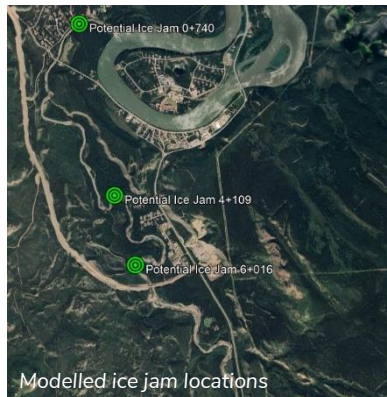 Potential Ice Jam 0+740
Potential Ice Jam 4+109
Potential Ice Jam 6+016
Modelled ice jam locations